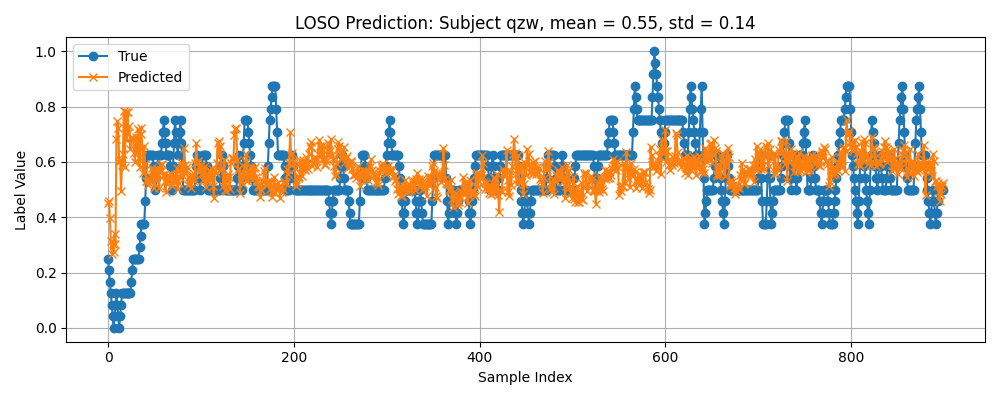 LOSO Prediction: Subject qzw, mean = 0.55, std = 0.14
True
Predicted
Label Value
1.0
0.8
0.6
0.4
0.2
0.0
0 200 400 600 800
Sample Index